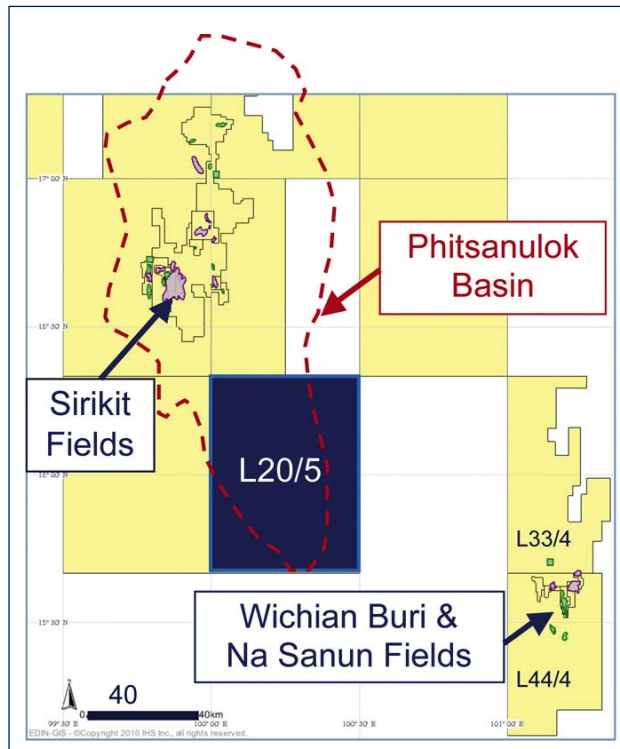 17° 00' N
Phitsanulok
Basin
16° 30' N
Sirikit
Fields
L20/5
16° 00' N
L33/4
Wichian Buri &
Na Sanun Fields
15° 30' N
L44/4
40
0 40km
99° 30' E 100° 00' E 100° 30' E 101° 00' E
EDIN-GIS - ©Copyright 2010 IHS Inc., all rights reserved.